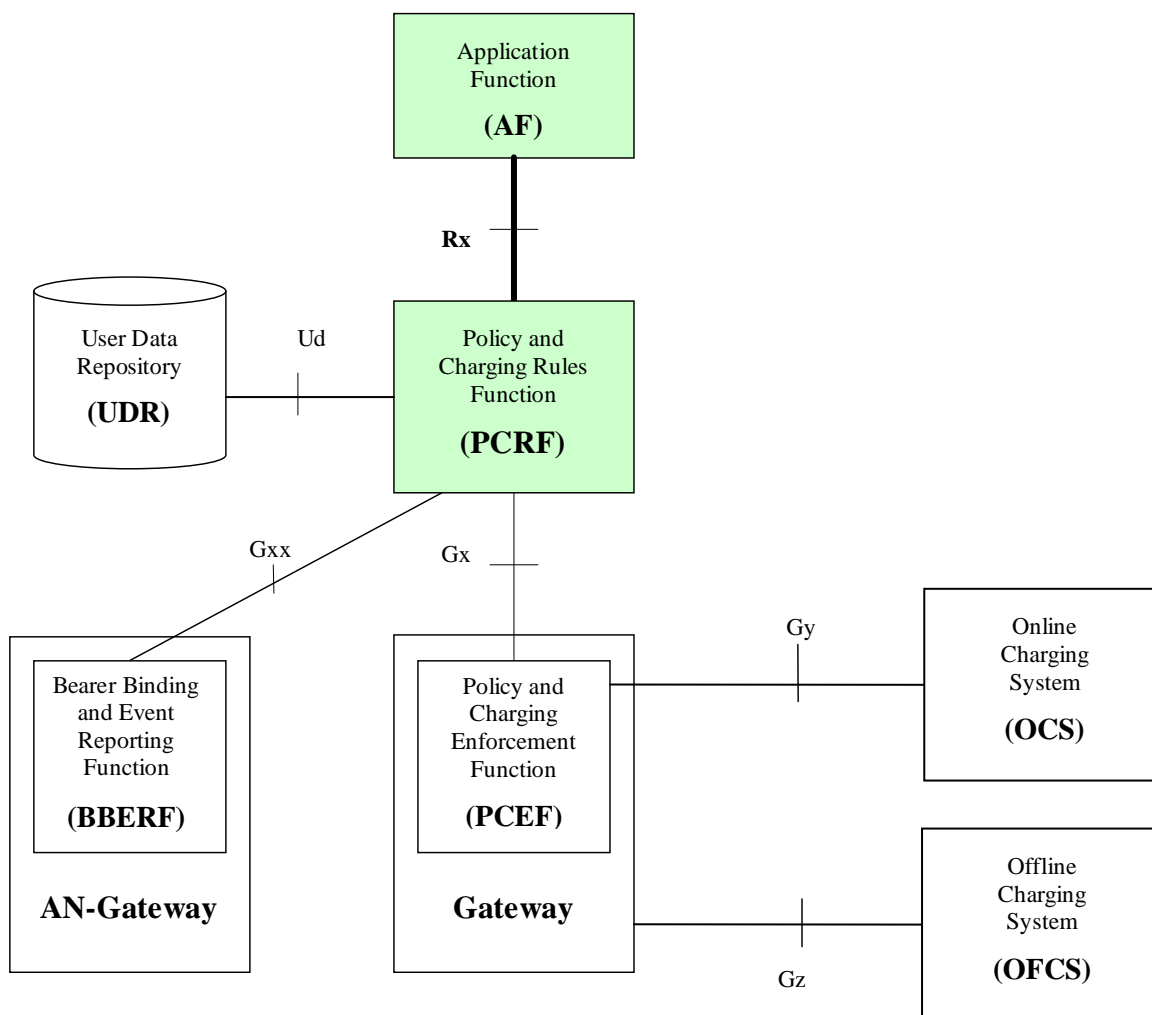 Application
Function
(AF)
Rx
User Data
Repository
(UDR)
Ud
Policy and
Charging Rules
Function
(PCRF)
Gxx
Gx
Bearer Binding
and Event
Reporting
Function
(BBERF)
AN-Gateway
Policy and
Charging
Enforcement
Function
(PCEF)
Gateway
Gy
Online
Charging
System
(OCS)
Gz
Offline
Charging
System
(OFCS)